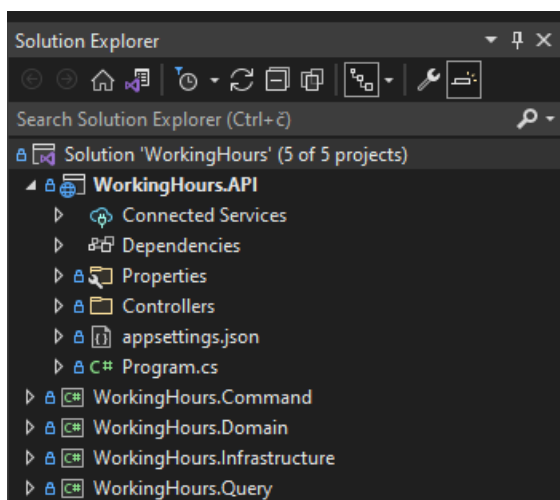 Solution Explorer
Search Solution Explorer (Ctrl+č)
Solution 'WorkingHours' (5 of 5 projects)
WorkingHours.API
Connected Services
Dependencies
Properties
Controllers
appsettings.json
C# Program.cs
C# WorkingHours.Command
C# WorkingHours.Domain
C# WorkingHours.Infrastructure
C# WorkingHours.Query